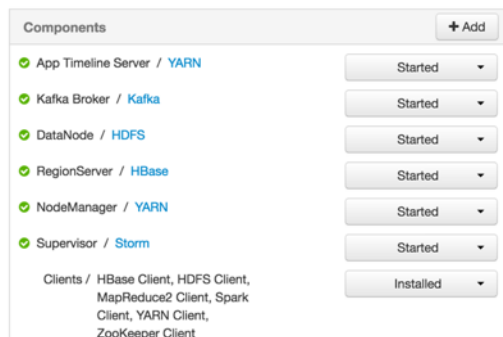 Components
+ Add
App Timeline Server / YARN
Started
Kafka Broker / Kafka
Started
DataNode / HDFS
Started
RegionServer / HBase
Started
NodeManager / YARN
Started
Supervisor / Storm
Started
Clients / HBase Client, HDFS Client,
Installed
MapReduce2 Client, Spark
Client, YARN Client,
ZooKeeper Client